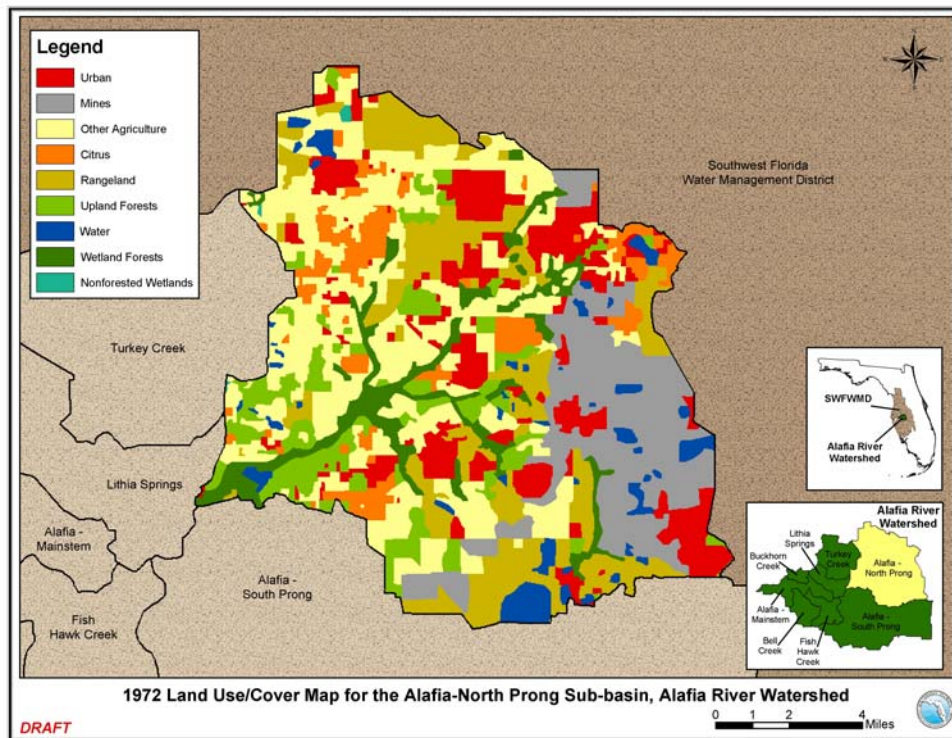 Legend
Urban
Mines
Other Agriculture
Citrus
Rangeland
Upland Forests
Water
Wetland Forests
Nonforested Wetlands
Southwest Florida
Water Management District
Turkey Creek
Lithia Springs
Alafia -
Mainstem
Fish
Hawk Creek
Alafia -
South Prong
SWFWMD
Alafia River
Watershed
Alafia River
Watershed
Lithia
Springs
Buckhorn
Creek
Turkey
Creek
Alafia -
North Prong
Alafia -
Mainstem
Alafia -
South Prong
Bell
Creek
Fish
Hawk
Creek
1972 Land Use/Cover Map for the Alafia-North Prong Sub-basin, Alafia River Watershed
0 1 2 4
Miles
DRAFT